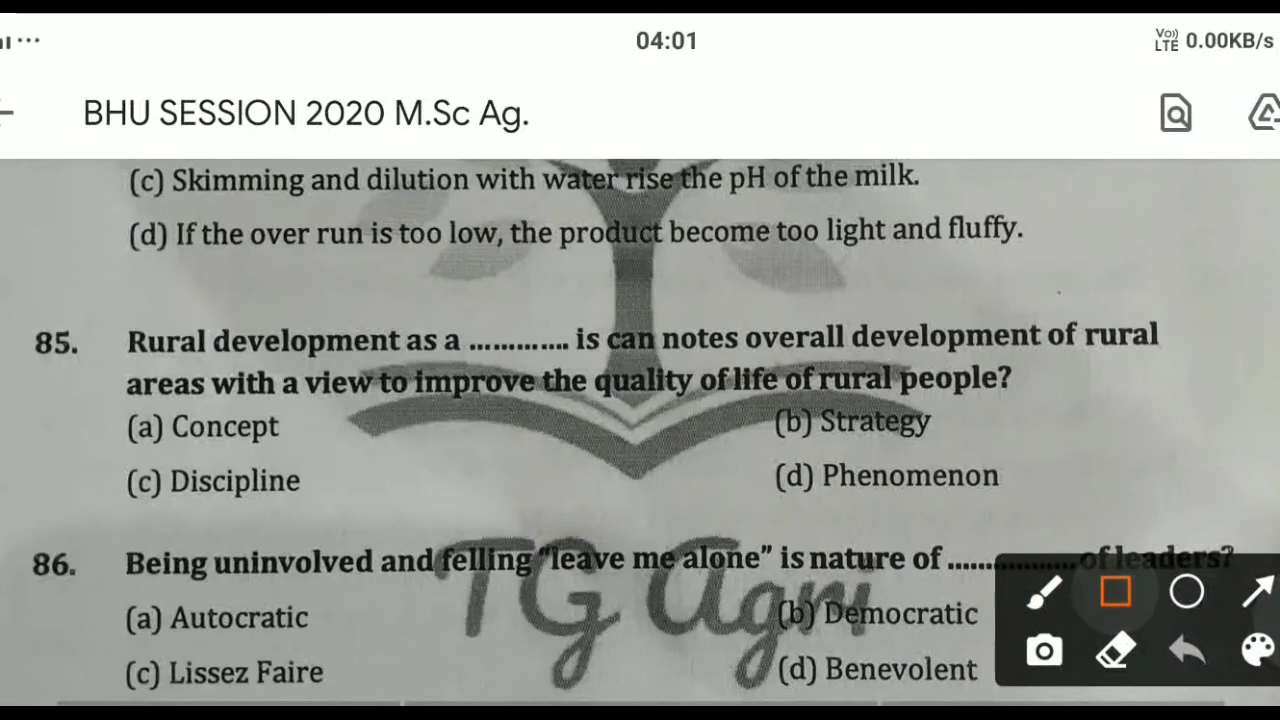 04:01
Vo)) LTE 0.00KB/s
BHU SESSION 2020 M.Sc Ag.
(c) Skimming and dilution with water rise the pH of the milk.
(d) If the over run is too low, the product become too light and fluffy.
85. Rural development as a ............. is can notes overall development of rural
areas with a view to improve the quality of life of rural people?
(a) Concept (b) Strategy
(c) Discipline (d) Phenomenon
86. Being uninvolved and felling "leave me alone" is nature of ................. of leaders?
(a) Autocratic (b) Democratic
(c) Lissez Faire (d) Benevolent
TG Agri